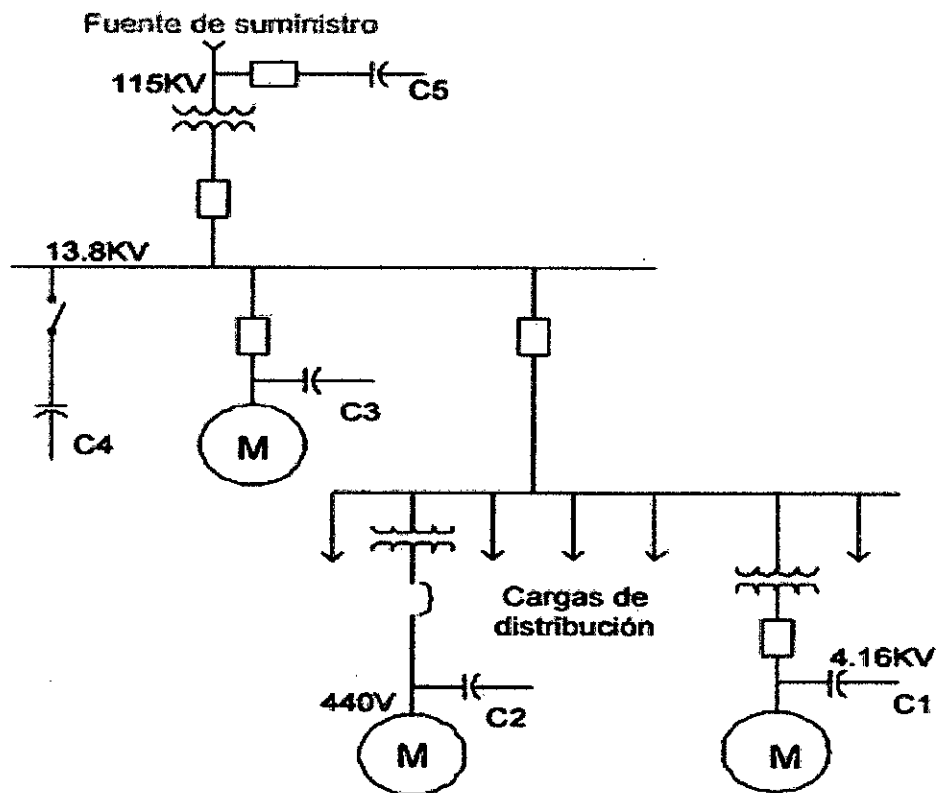 Fuente de suministro
115KV
C5
13.8KV
C3
C4
M
Cargas de
distribución
4.16KV
440V
C2
C1
M
M